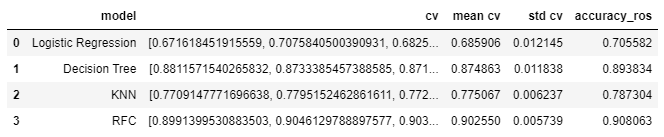 model cv mean cv std cv accuracy_ros
0 Logistic Regression [0.671618451915559, 0.7075840500390931, 0.6825... 0.685906 0.012145 0.705582
1 Decision Tree [0.8811571540265832, 0.8733385457388585, 0.871... 0.874863 0.011838 0.893834
2 KNN [0.7709147771696638, 0.7795152462861611, 0.772... 0.775067 0.006237 0.787304
3 RFC [0.8991399530883503, 0.9046129788897577, 0.903... 0.902550 0.005739 0.908063